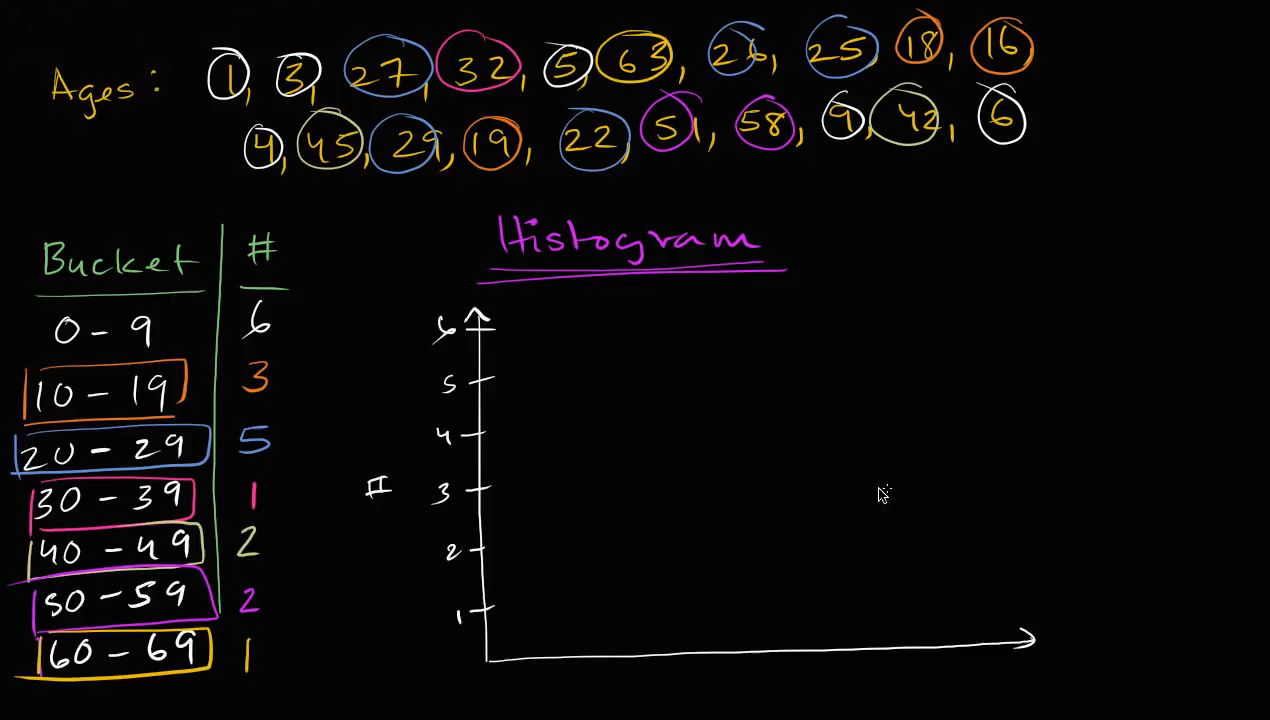 Ages: 1, 3, 27, 32, 5, 63, 26, 25, 18, 16,
4, 45, 29, 19, 22, 51, 58, 9, 42, 6
Histogram
Bucket #
0 - 9 6
10 - 19 3
20 - 29 5
30 - 39 1
40 - 49 2
50 - 59 2
60 - 69 1
6
5
4
# 3
2
1